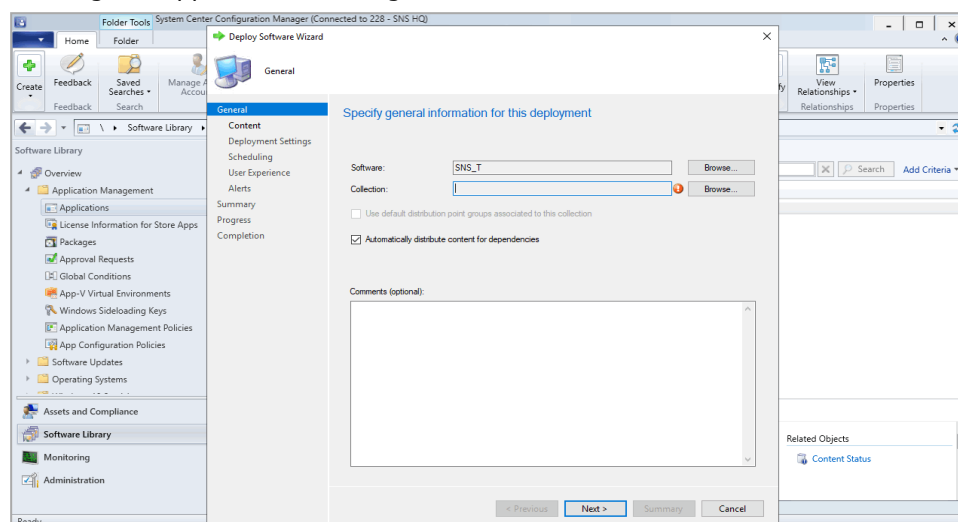 Folder Tools
System Center Configuration Manager (Connected to 228 - SNS HQ)
Home
Folder
Create
Feedback
Saved
Searches
Manage
Accou
Feedback
Search
View
Relationships
Properties
Relationships
Properties
\ Software Library
Software Library
Overview
Application Management
Applications
License Information for Store Apps
Packages
Approval Requests
Global Conditions
App-V Virtual Environments
Windows Sideloading Keys
Application Management Policies
App Configuration Policies
Software Updates
Operating Systems
Assets and Compliance
Software Library
Monitoring
Administration
Deploy Software Wizard
General
General
Content
Deployment Settings
Scheduling
User Experience
Alerts
Summary
Progress
Completion
Specify general information for this deployment
Software: SNS_T Browse...
Collection: Browse...
Use default distribution point groups associated to this collection
Automatically distribute content for dependencies
Comments (optional):
< Previous Next > Summary Cancel
Search Add Criteria
Related Objects
Content Status